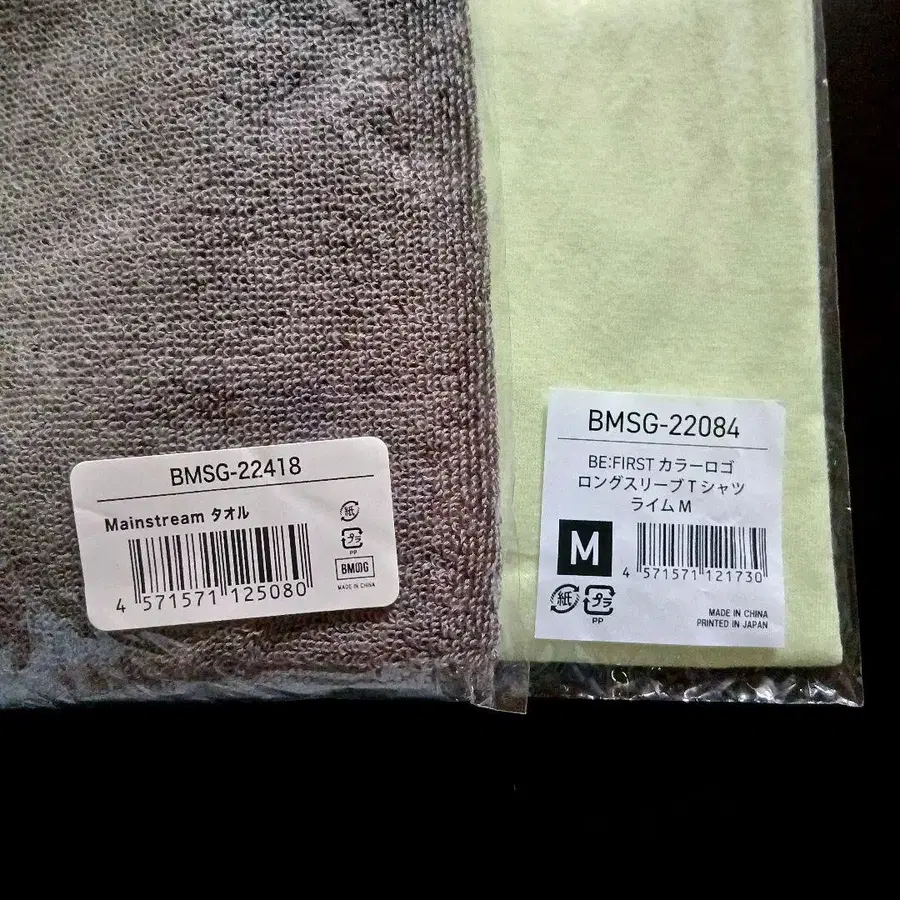 BMSG-22418
Mainstream タオル
紙
プラ
PP
BMSG
MADE IN CHINA
4 571571 125080
BMSG-22084
BE:FIRST カラーロゴ
ロングスリーブTシャツ
ライム M
M
4 571571 121730
紙
プラ
PP
MADE IN CHINA
PRINTED IN JAPAN